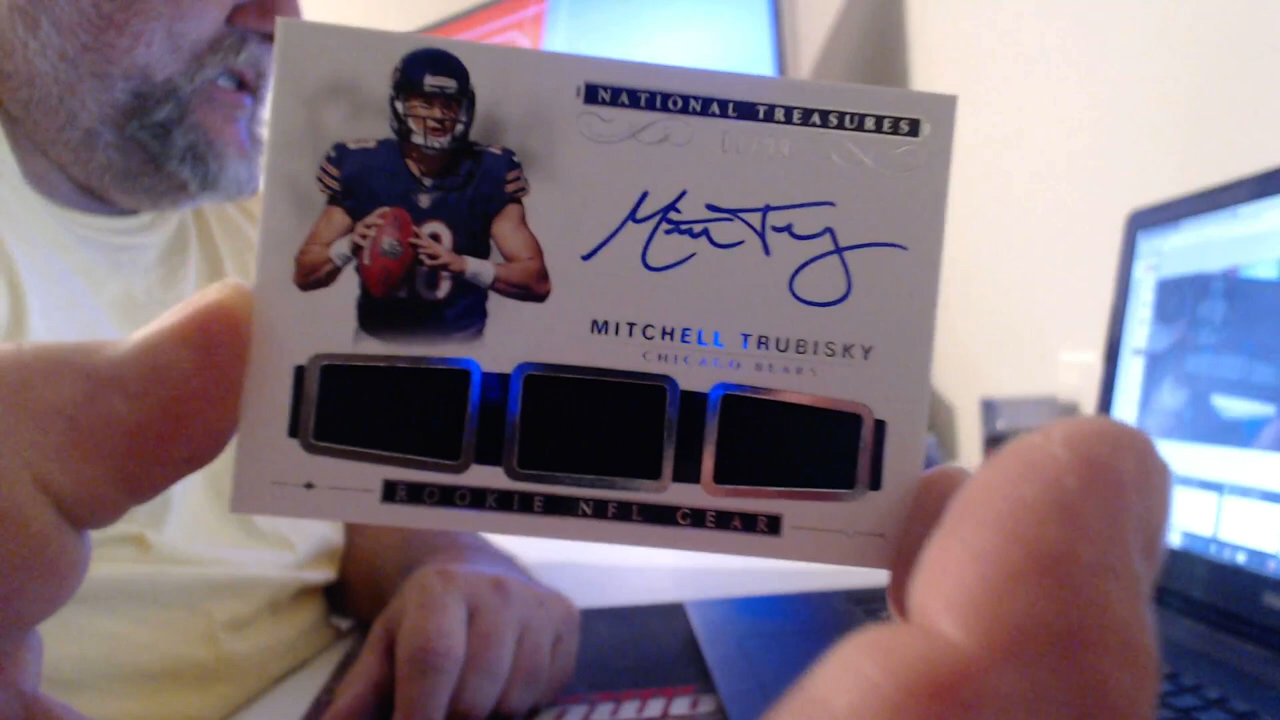 NATIONAL TREASURES
MITCHELL TRUBISKY
CHICAGO BEARS
ROOKIE NFL GEAR